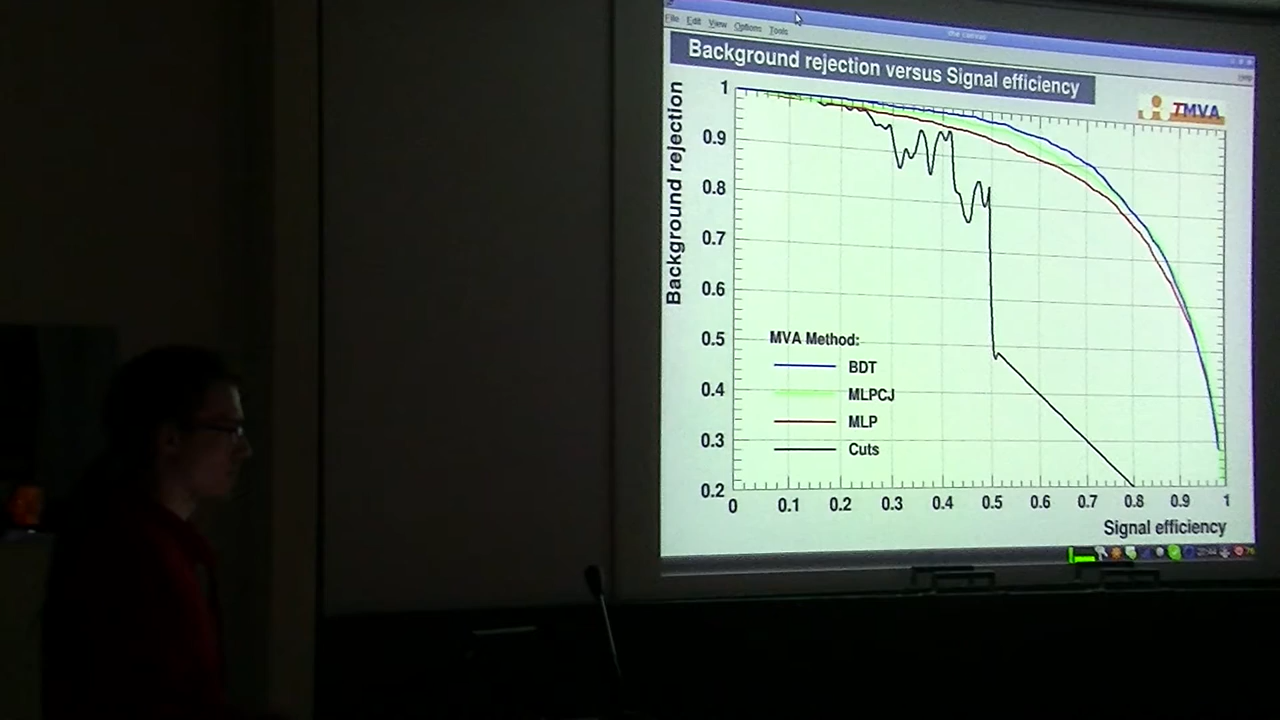 File Edit View Options Tools
the canvas
Help
Background rejection versus Signal efficiency
TMVA
Background rejection
1
0.9
0.8
0.7
0.6
0.5
0.4
0.3
0.2
MVA Method:
BDT
MLPCJ
MLP
Cuts
0 0.1 0.2 0.3 0.4 0.5 0.6 0.7 0.8 0.9 1
Signal efficiency